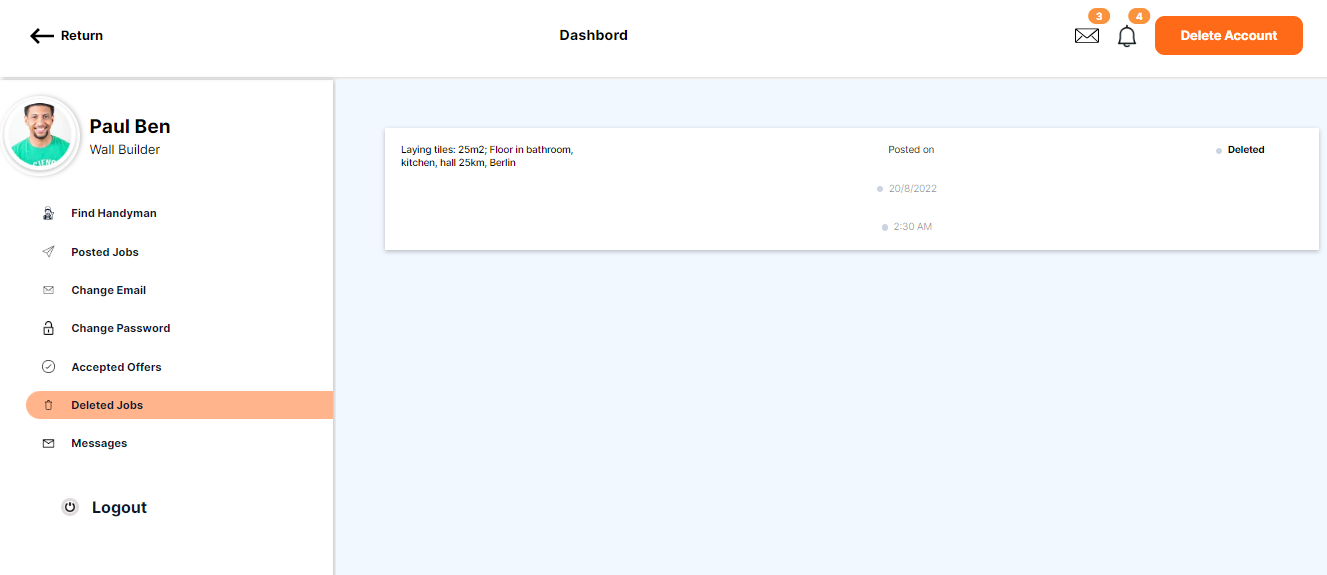 Return
Dashbord
3
4
Delete Account
Paul Ben
Wall Builder
Find Handyman
Posted Jobs
Change Email
Change Password
Accepted Offers
Deleted Jobs
Messages
Logout
Laying tiles: 25m2; Floor in bathroom,
kitchen, hall 25km, Berlin
Posted on
20/8/2022
2:30 AM
Deleted